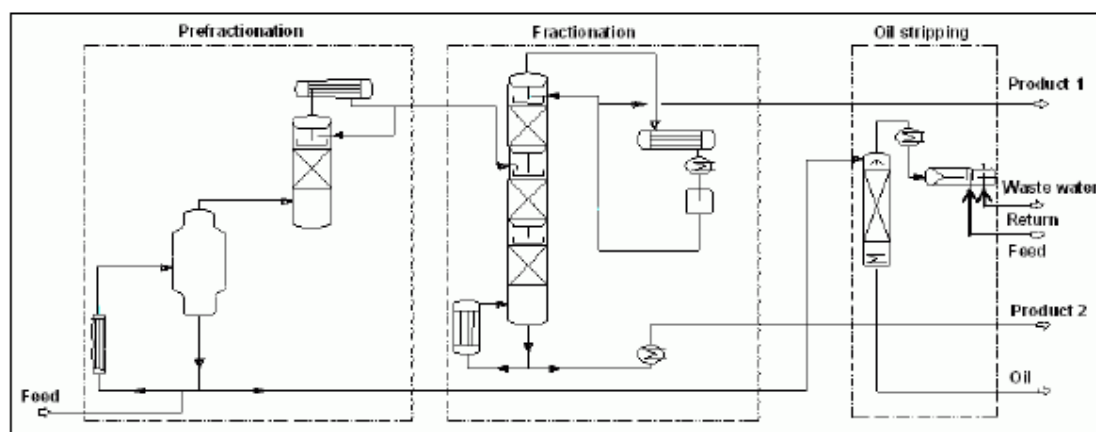 Prefractionation
Fractionation
Oil stripping
Product 1
Waste water
Return
Feed
Product 2
Oil
Feed